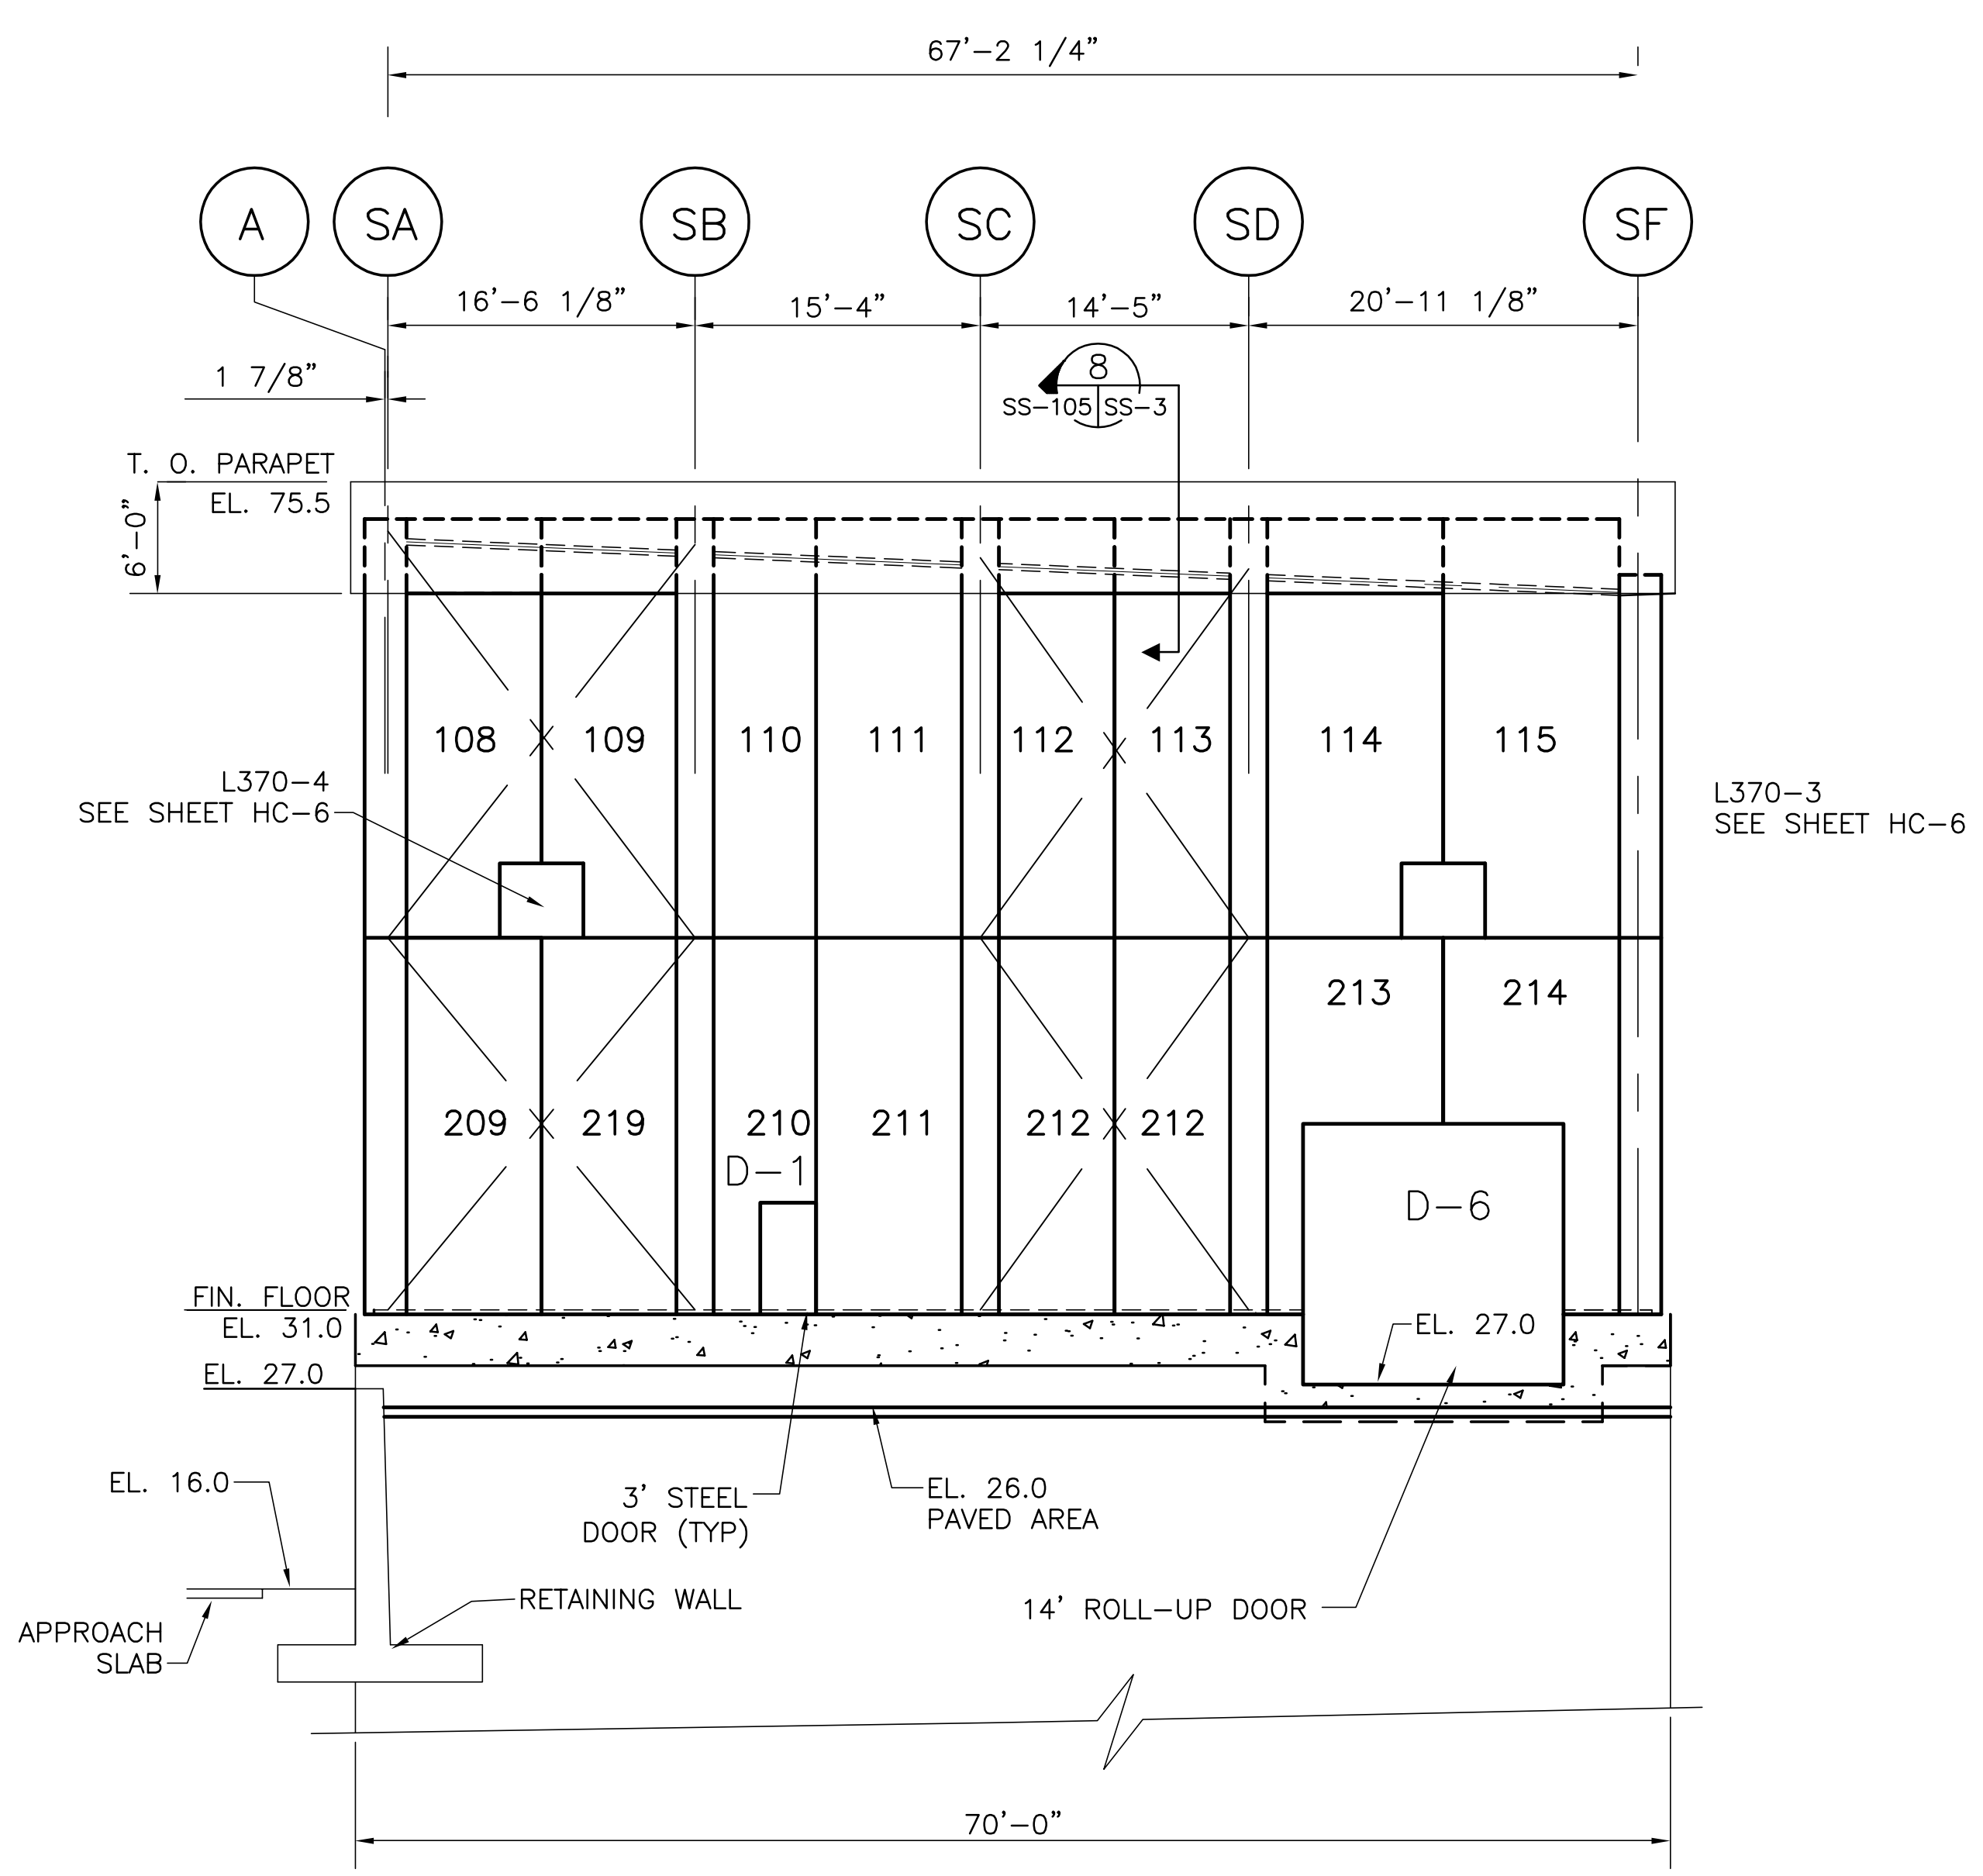 67'-2 1/4"
A
SA
SB
SC
SD
SF
16'-6 1/8"
15'-4"
14'-5"
20'-11 1/8"
1 7/8"
8
SS-105
SS-3
T. O. PARAPET
EL. 75.5
6'-0"
108
109
110
111
112
113
114
115
L370-4
SEE SHEET HC-6
L370-3
SEE SHEET HC-6
213
214
209
219
210
211
212
212
D-1
D-6
FIN. FLOOR
EL. 31.0
EL. 27.0
EL. 27.0
EL. 16.0
3' STEEL
DOOR (TYP)
EL. 26.0
PAVED AREA
RETAINING WALL
14' ROLL-UP DOOR
APPROACH
SLAB
70'-0"